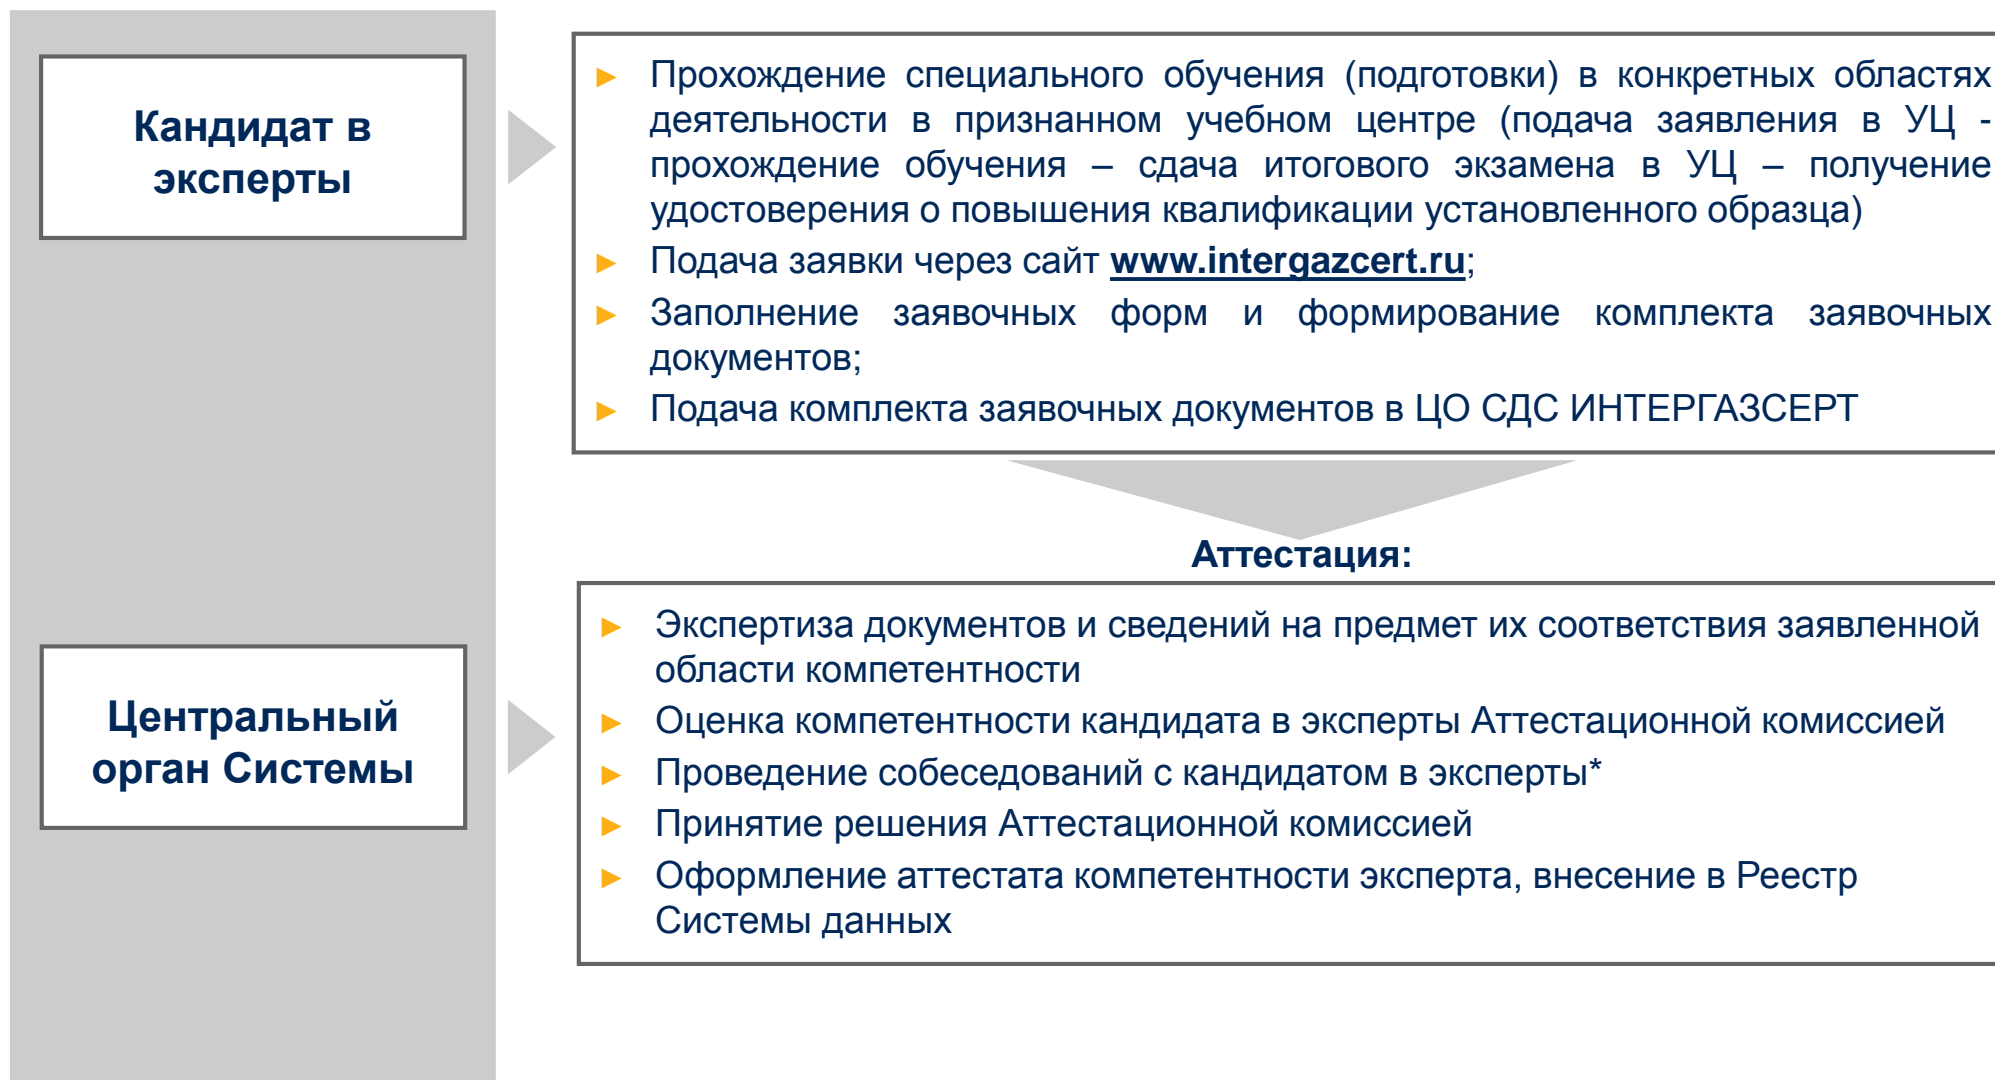 Кандидат в
эксперты
Прохождение специального обучения (подготовки) в конкретных областях
деятельности в признанном учебном центре (подача заявления в УЦ -
прохождение обучения – сдача итогового экзамена в УЦ – получение
удостоверения о повышения квалификации установленного образца)
Подача заявки через сайт www.intergazcert.ru;
Заполнение заявочных форм и формирование комплекта заявочных
документов;
Подача комплекта заявочных документов в ЦО СДС ИНТЕРГАЗСЕРТ
Аттестация:
Центральный
орган Системы
Экспертиза документов и сведений на предмет их соответствия заявленной
области компетентности
Оценка компетентности кандидата в эксперты Аттестационной комиссией
Проведение собеседований с кандидатом в эксперты*
Принятие решения Аттестационной комиссией
Оформление аттестата компетентности эксперта, внесение в Реестр
Системы данных